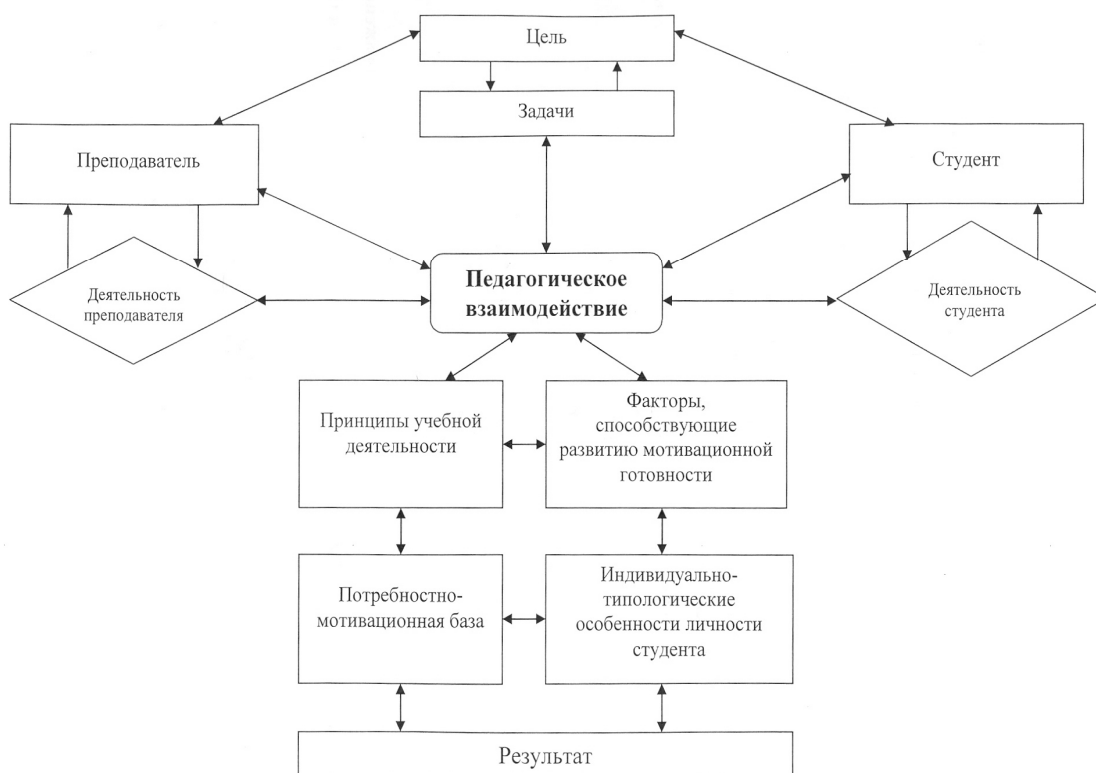 Цель
Задачи
Преподаватель
Студент
Педагогическое
взаимодействие
Деятельность
преподавателя
Деятельность
студента
Принципы учебной
деятельности
Факторы,
способствующие
развитию мотивационной
готовности
Потребностно-
мотивационная база
Индивидуально-
типологические
особенности личности
студента
Результат